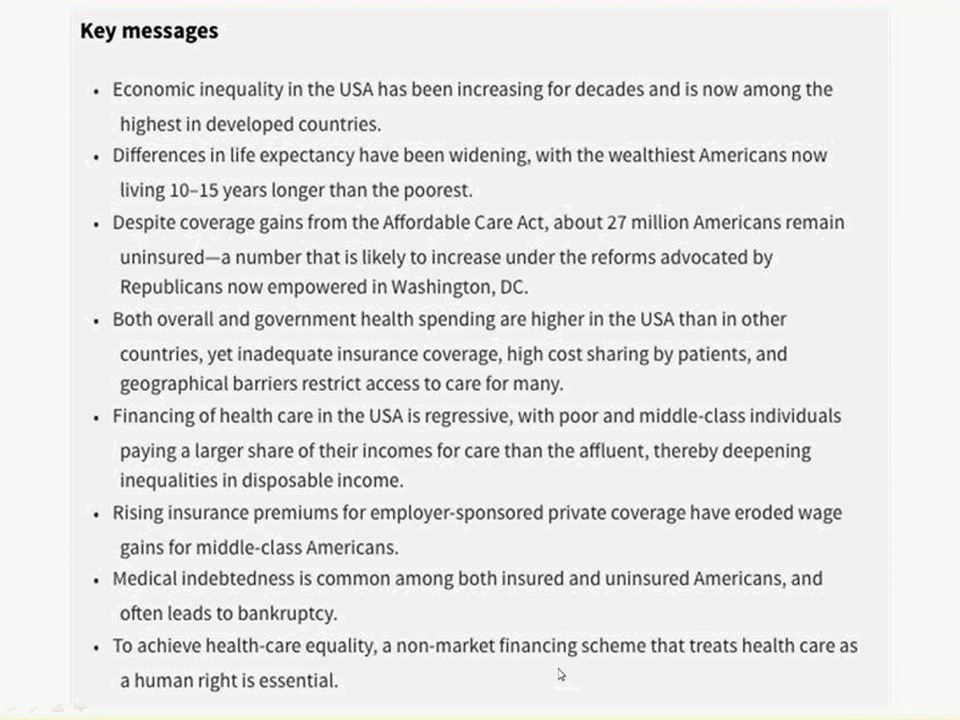 Key messages
• Economic inequality in the USA has been increasing for decades and is now among the
highest in developed countries.
• Differences in life expectancy have been widening, with the wealthiest Americans now
living 10–15 years longer than the poorest.
• Despite coverage gains from the Affordable Care Act, about 27 million Americans remain
uninsured—a number that is likely to increase under the reforms advocated by
Republicans now empowered in Washington, DC.
• Both overall and government health spending are higher in the USA than in other
countries, yet inadequate insurance coverage, high cost sharing by patients, and
geographical barriers restrict access to care for many.
• Financing of health care in the USA is regressive, with poor and middle-class individuals
paying a larger share of their incomes for care than the affluent, thereby deepening
inequalities in disposable income.
• Rising insurance premiums for employer-sponsored private coverage have eroded wage
gains for middle-class Americans.
• Medical indebtedness is common among both insured and uninsured Americans, and
often leads to bankruptcy.
• To achieve health-care equality, a non-market financing scheme that treats health care as
a human right is essential.